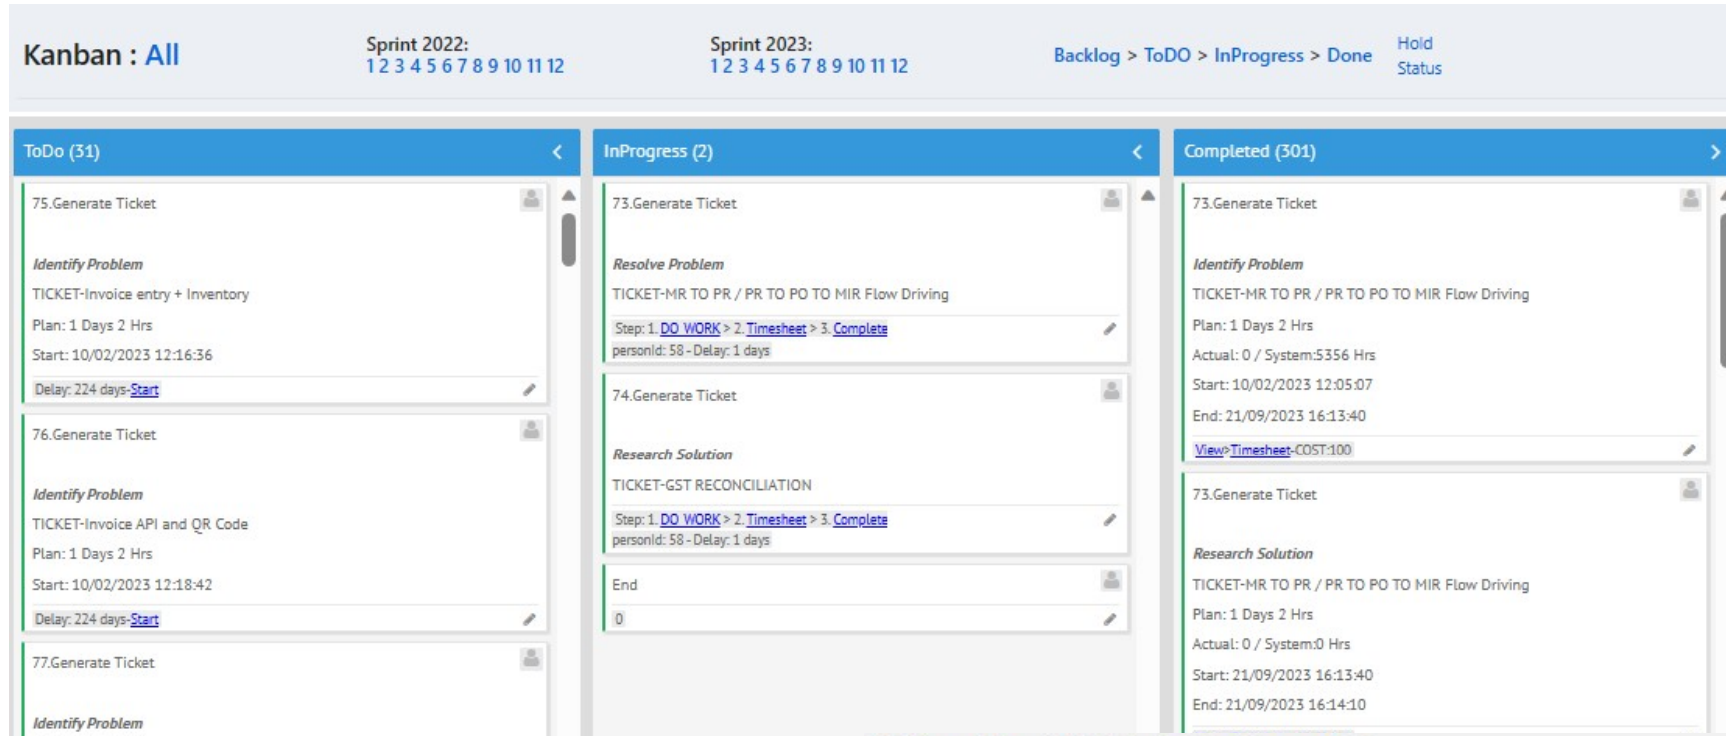 Kanban : All
Sprint 2022:
1 2 3 4 5 6 7 8 9 10 11 12
Sprint 2023:
1 2 3 4 5 6 7 8 9 10 11 12
Backlog > ToDO > InProgress > Done
Hold
Status
ToDo (31)
75.Generate Ticket
Identify Problem
TICKET-Invoice entry + Inventory
Plan: 1 Days 2 Hrs
Start: 10/02/2023 12:16:36
Delay: 224 days-Start
76.Generate Ticket
Identify Problem
TICKET-Invoice API and QR Code
Plan: 1 Days 2 Hrs
Start: 10/02/2023 12:18:42
Delay: 224 days-Start
77.Generate Ticket
Identify Problem
InProgress (2)
73.Generate Ticket
Resolve Problem
TICKET-MR TO PR / PR TO PO TO MIR Flow Driving
Step: 1. DO WORK > 2. Timesheet > 3. Complete
personId: 58 - Delay: 1 days
74.Generate Ticket
Research Solution
TICKET-GST RECONCILIATION
Step: 1. DO WORK > 2. Timesheet > 3. Complete
personId: 58 - Delay: 1 days
End
0
Completed (301)
73.Generate Ticket
Identify Problem
TICKET-MR TO PR / PR TO PO TO MIR Flow Driving
Plan: 1 Days 2 Hrs
Actual: 0 / System:5356 Hrs
Start: 10/02/2023 12:05:07
End: 21/09/2023 16:13:40
View>Timesheet-COST:100
73.Generate Ticket
Research Solution
TICKET-MR TO PR / PR TO PO TO MIR Flow Driving
Plan: 1 Days 2 Hrs
Actual: 0 / System:0 Hrs
Start: 21/09/2023 16:13:40
End: 21/09/2023 16:14:10